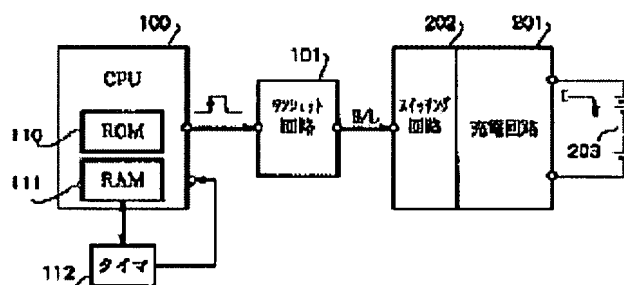 100
CPU
110
ROM
111
RAM
112
タイマ
101
ワンショット
回路
H/L
202
スイッチング
回路
201
充電回路
203